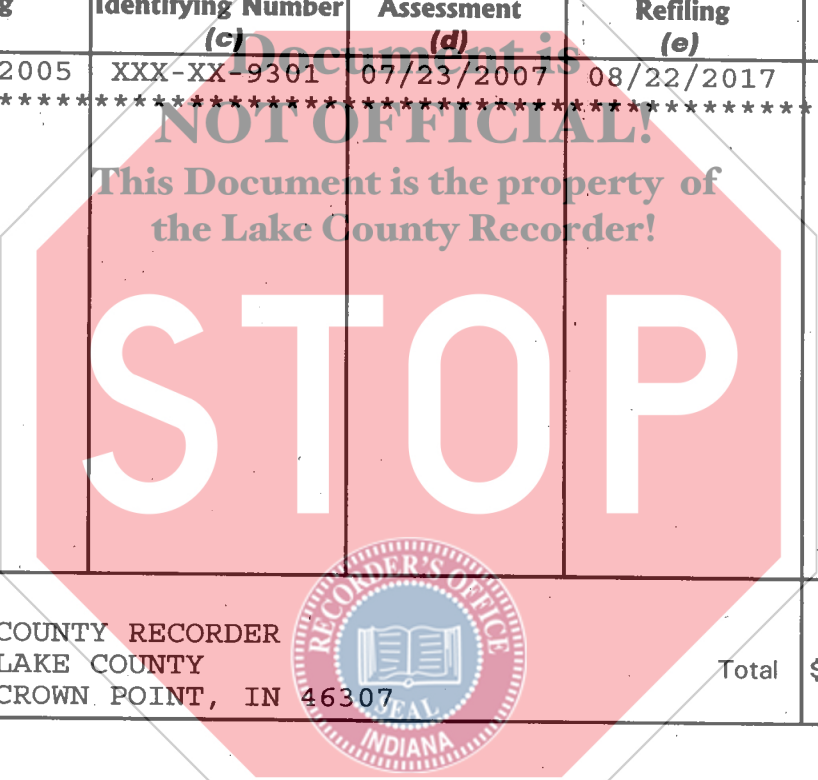 g Identifying Number Assessment Refiling
(c) (d) (e)
Document is
2005 XXX-XX-9301 07/23/2007 08/22/2017
******************************************************
NOT OFFICIAL!
This Document is the property of
the Lake County Recorder!
STOP
COUNTY RECORDER
LAKE COUNTY
CROWN POINT, IN 46307
Total $
RECORDER'S OFFICE
SEAL
INDIANA